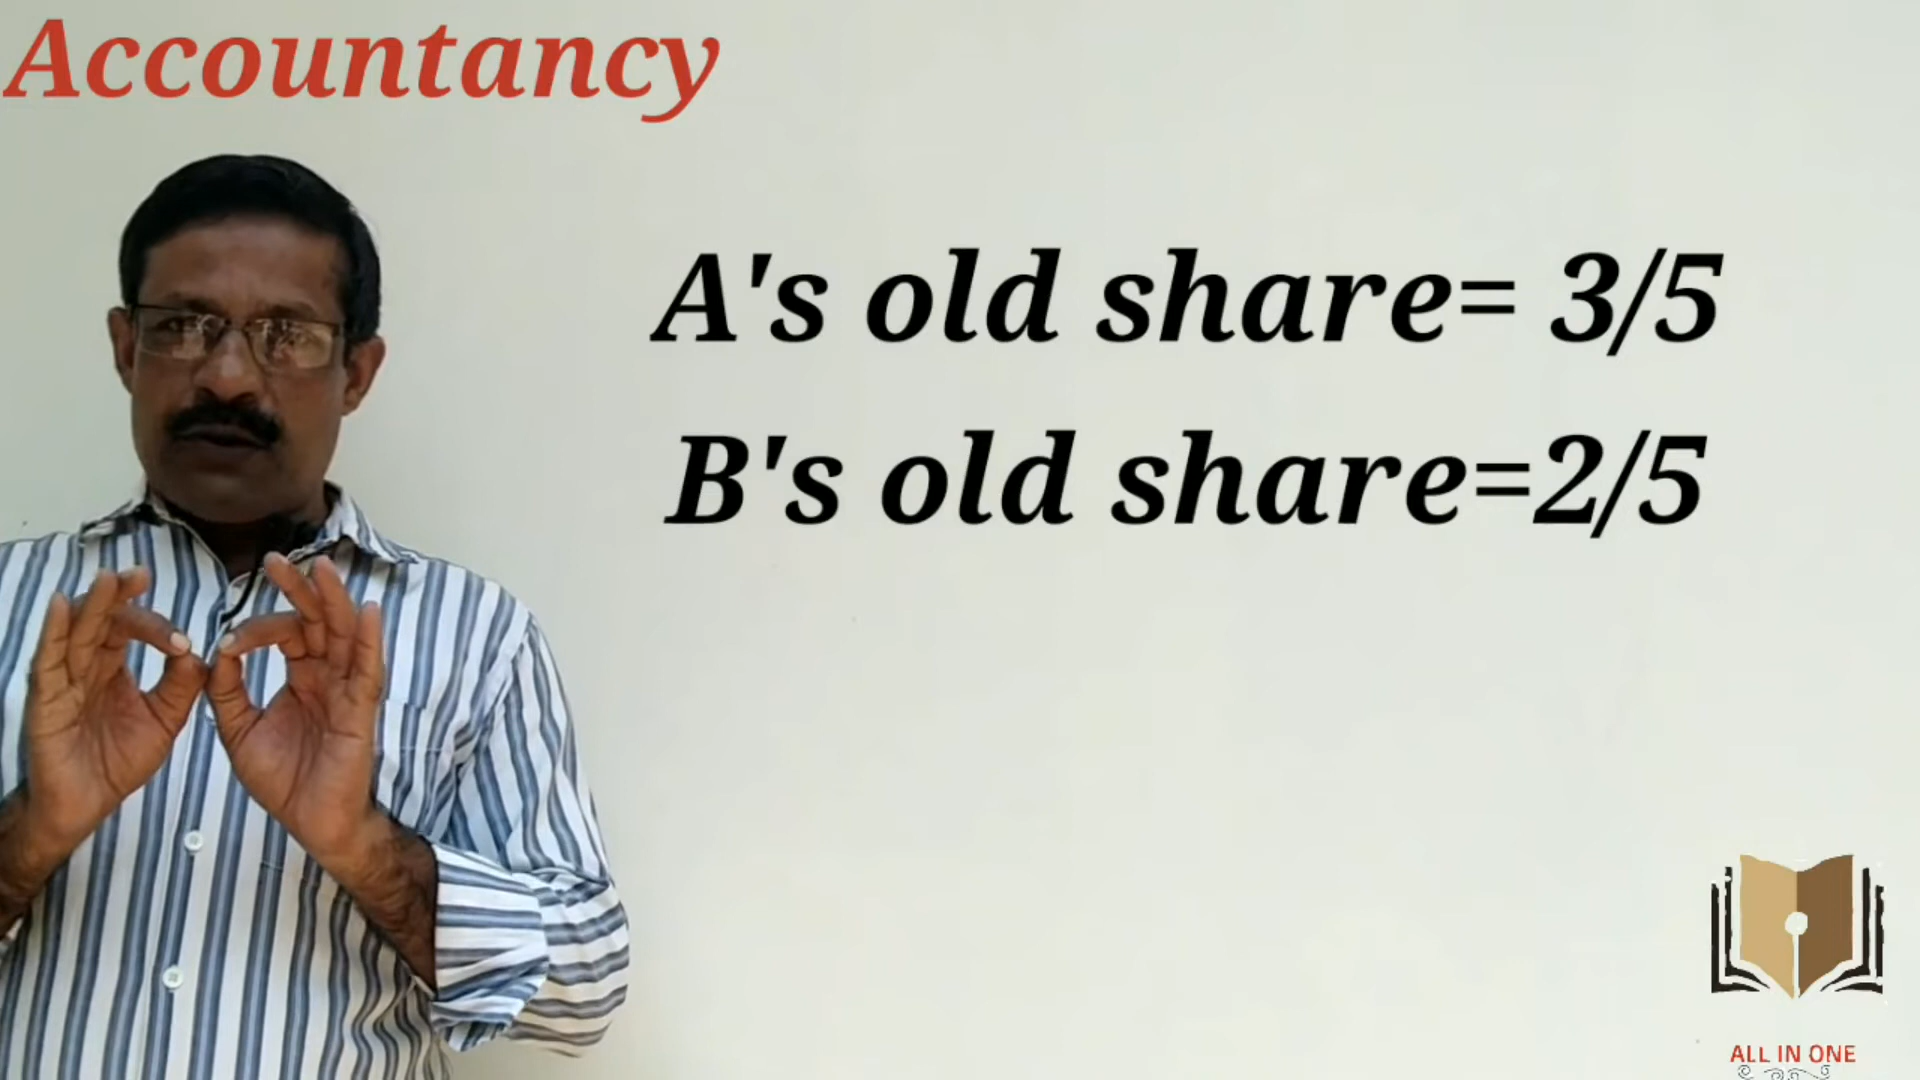 Accountancy
A's old share= 3/5
B's old share=2/5
ALL IN ONE